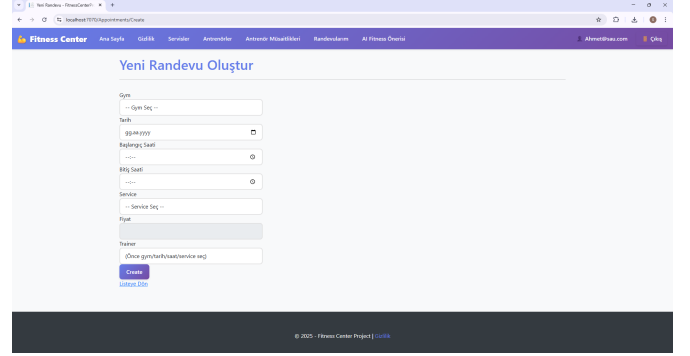 Yeni Randevu - FitnessCenterPr
localhost:7070/Appointments/Create
Fitness Center Ana Sayfa Gizlilik Servisler Antrenörler Antrenör Müsaitlikleri Randevularım AI Fitness Önerisi Ahmet@sau.com Çıkış
Yeni Randevu Oluştur
Gym
-- Gym Seç --
Tarih
gg.aa.yyyy
Başlangıç Saati
--:--
Bitiş Saati
--:--
Service
-- Service Seç --
Fiyat
Trainer
(Önce gym/tarih/saat/service seç)
Create
Listeye Dön
© 2025 - Fitness Center Project | Gizlilik